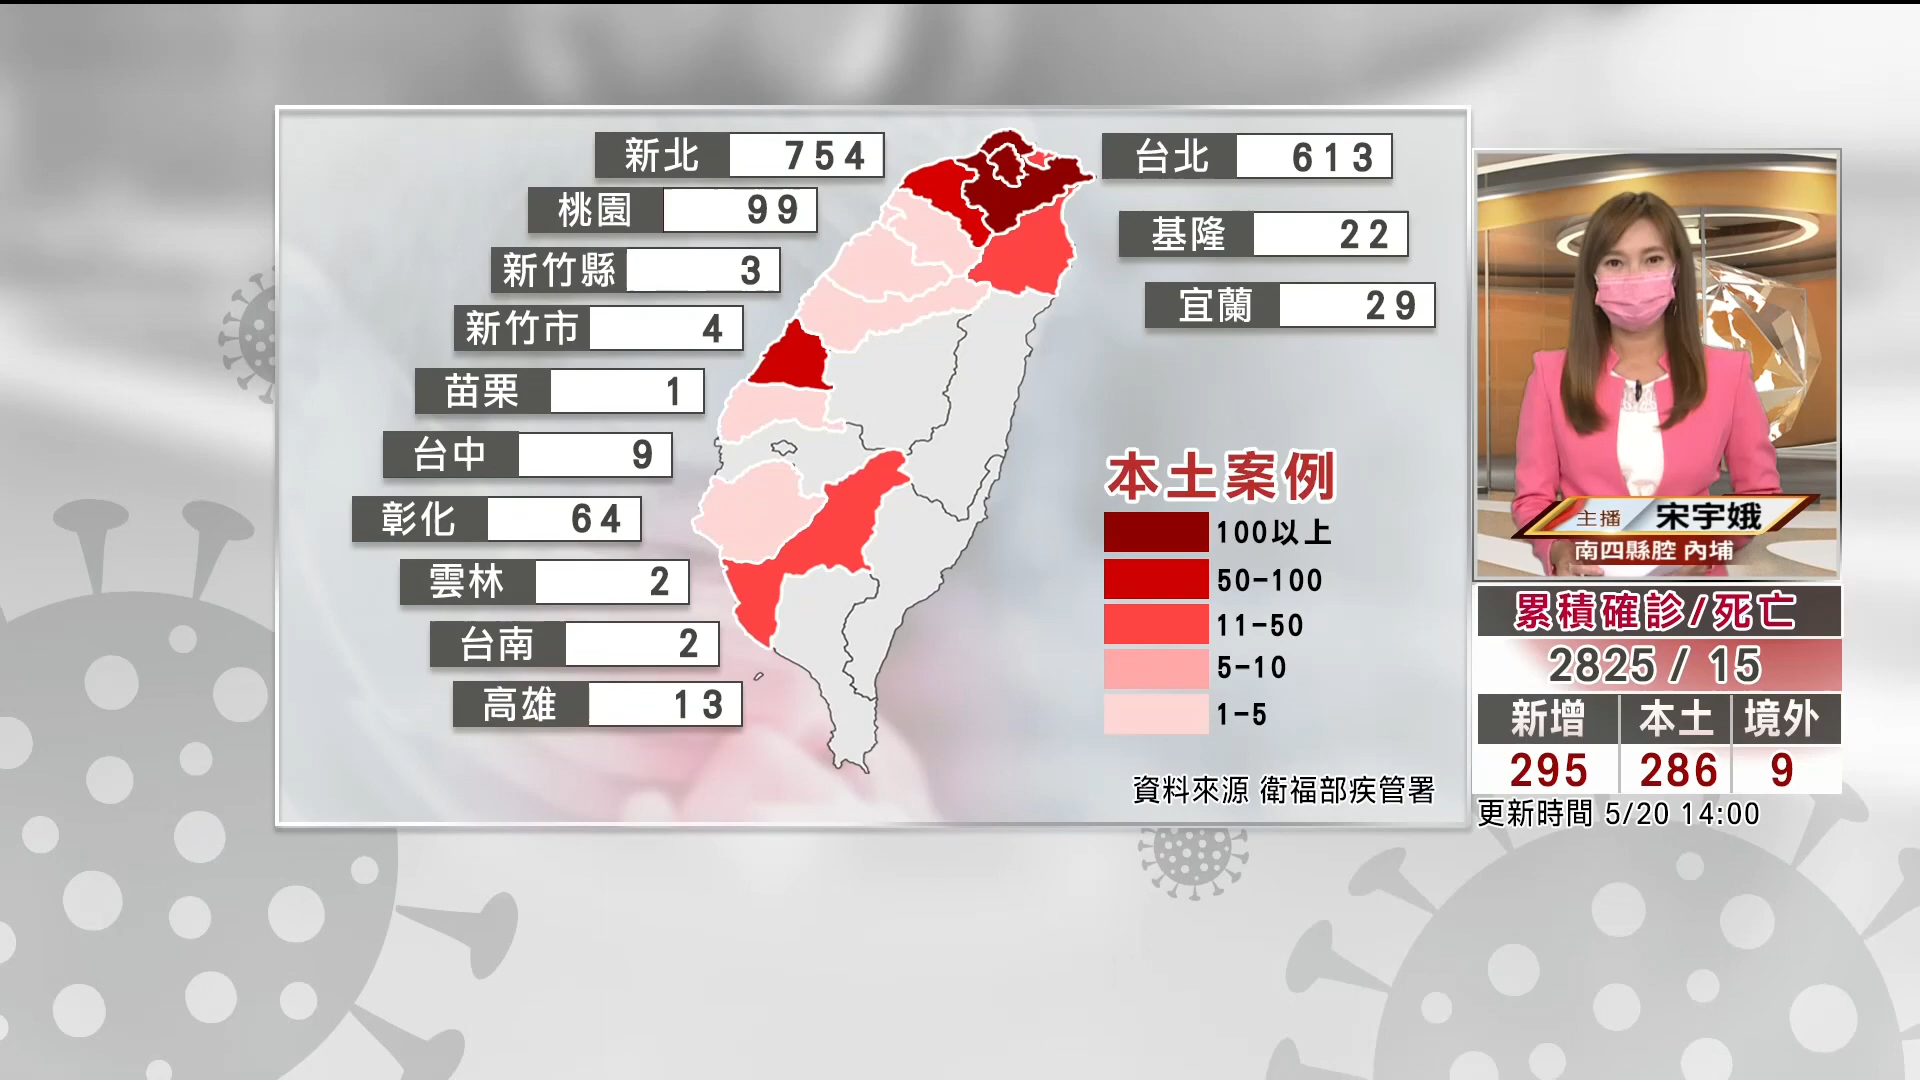 新北 754
桃園 99
新竹縣 3
新竹市 4
苗栗 1
台中 9
彰化 64
雲林 2
台南 2
高雄 13
台北 613
基隆 22
宜蘭 29
本土案例
100以上
50-100
11-50
5-10
1-5
資料來源 衛福部疾管署
主播 宋宇娥
南四縣腔 內埔
累積確診/死亡
2825 / 15
新增 本土 境外
295 286 9
更新時間 5/20 14:00